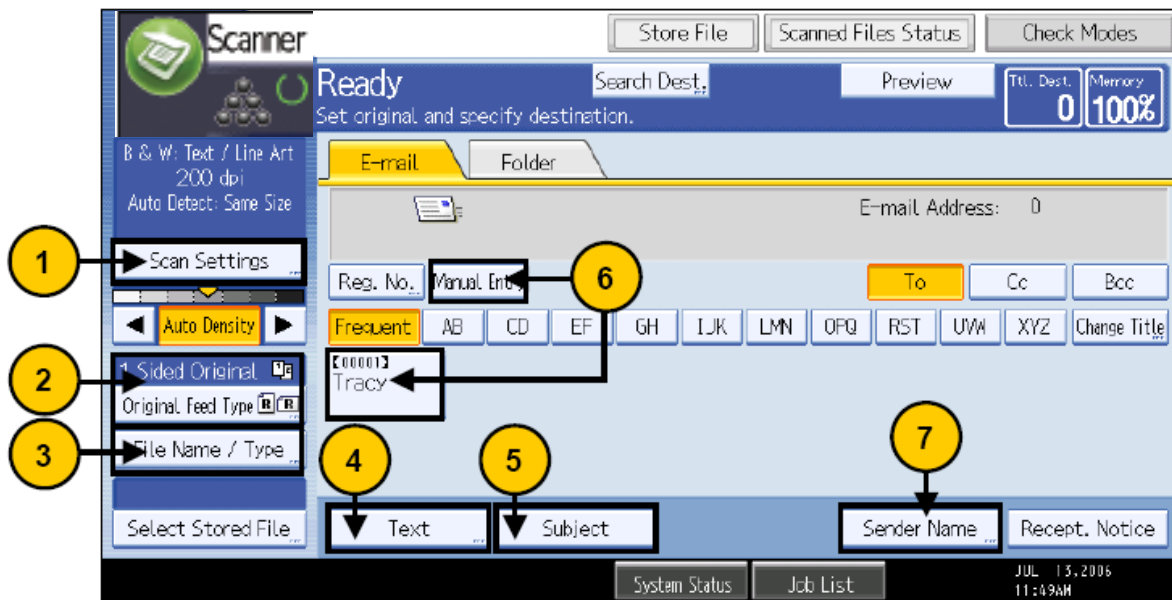 Scanner
Store File
Scanned Files Status
Check Modes
Ready
Search Dest.
Preview
Ttl. Dest.
0
Memory
100%
Set original and specify destination.
B & W: Text / Line Art
200 dpi
Auto Detect: Same Size
E-mail
Folder
E-mail Address: 0
1
Scan Settings
6
Reg. No.
Manual Entry
To
Cc
Bcc
Auto Density
Frequent
AB
CD
EF
GH
IJK
LMN
OPQ
RST
UVW
XYZ
Change Title
2
1 Sided Original
Original Feed Type
[00001]
Tracy
3
File Name / Type
4
5
7
Select Stored File
Text
Subject
Sender Name
Recept. Notice
System Status
Job List
JUL 13,2006
11:49AM